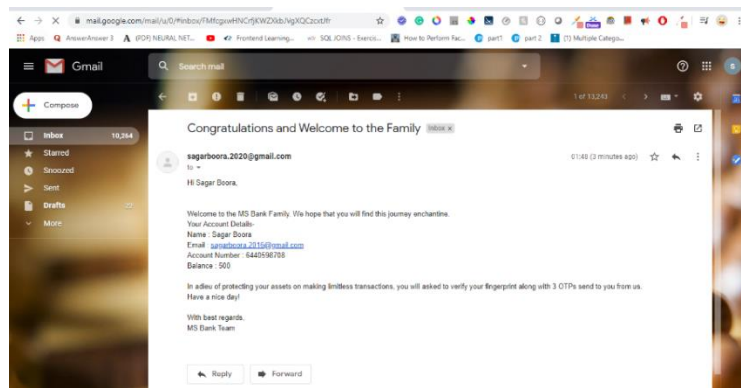 mail.google.com/mail/u/0/#inbox/
Apps AnswerAnswer 3 (PDF) NEURAL NET... Frontend Learning... SQL JOINS - Exercis... How to Perform Fac... part1 part 2 (1) Multiple Catego...
Gmail
Search mail
Compose
1 of 13,243
Inbox 10,264
Starred
Snoozed
Sent
Drafts 22
More
Congratulations and Welcome to the Family Inbox x
sagarboora.2020@gmail.com 01:48 (3 minutes ago)
to
Hi Sagar Boora,
Welcome to the MS Bank Family. We hope that you will find this journey enchantine.
Your Account Details-
Name : Sagar Boora
Email : sagarboora.2016@gmail.com
Account Number : 6440598708
Balance : 500
In adieu of protecting your assets on making limitless transactions, you will asked to verify your fingerprint along with 3 OTPs send to you from us.
Have a nice day!
With best regards,
MS Bank Team
Reply Forward